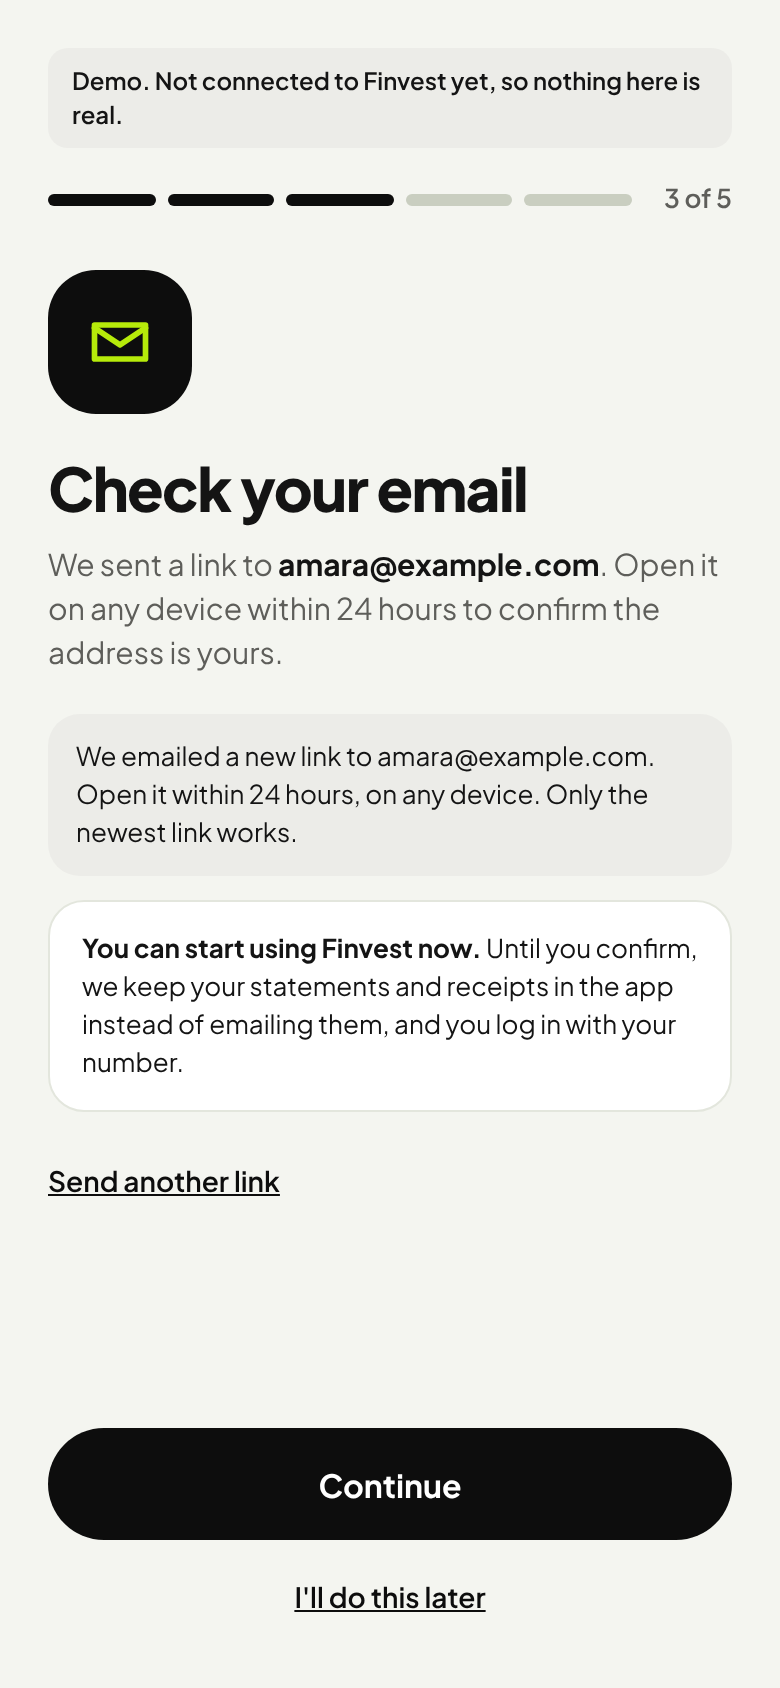 Demo. Not connected to Finvest yet, so nothing here is
real.
3 of 5
Check your email
We sent a link to amara@example.com. Open it
on any device within 24 hours to confirm the
address is yours.
We emailed a new link to amara@example.com.
Open it within 24 hours, on any device. Only the
newest link works.
You can start using Finvest now. Until you confirm,
we keep your statements and receipts in the app
instead of emailing them, and you log in with your
number.
Send another link
Continue
I'll do this later